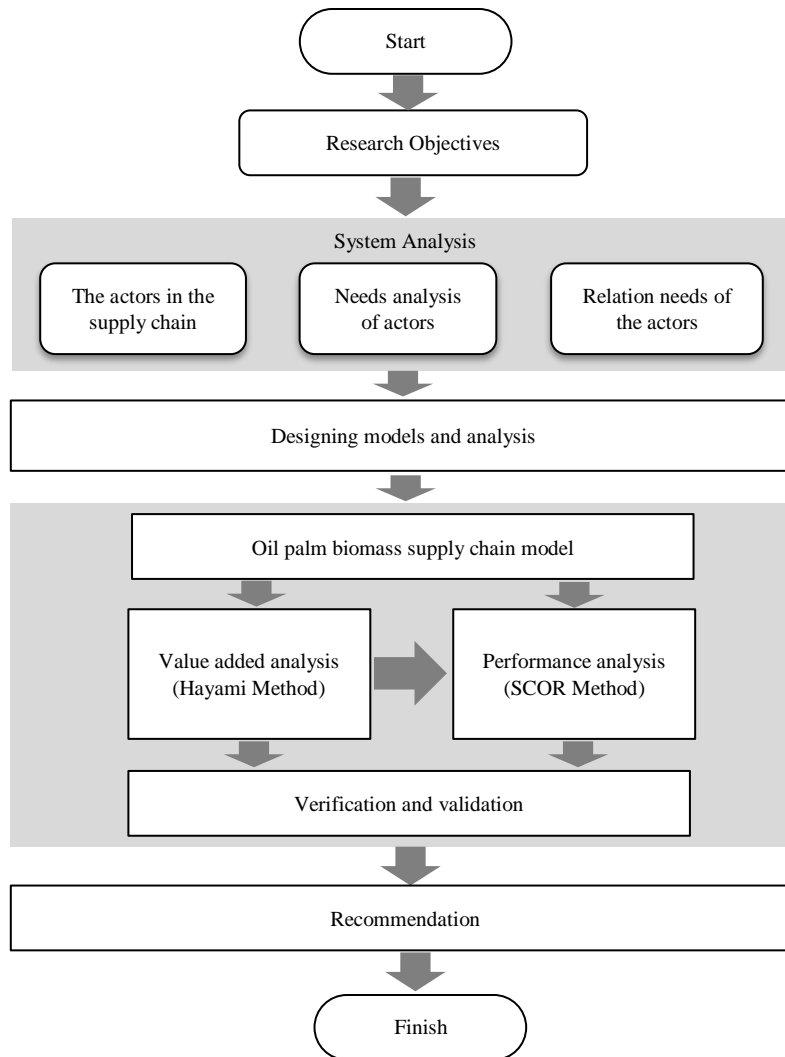 Start
Research Objectives
System Analysis
The actors in the
supply chain
Needs analysis
of actors
Relation needs of
the actors
Designing models and analysis
Oil palm biomass supply chain model
Value added analysis
(Hayami Method)
Performance analysis
(SCOR Method)
Verification and validation
Recommendation
Finish